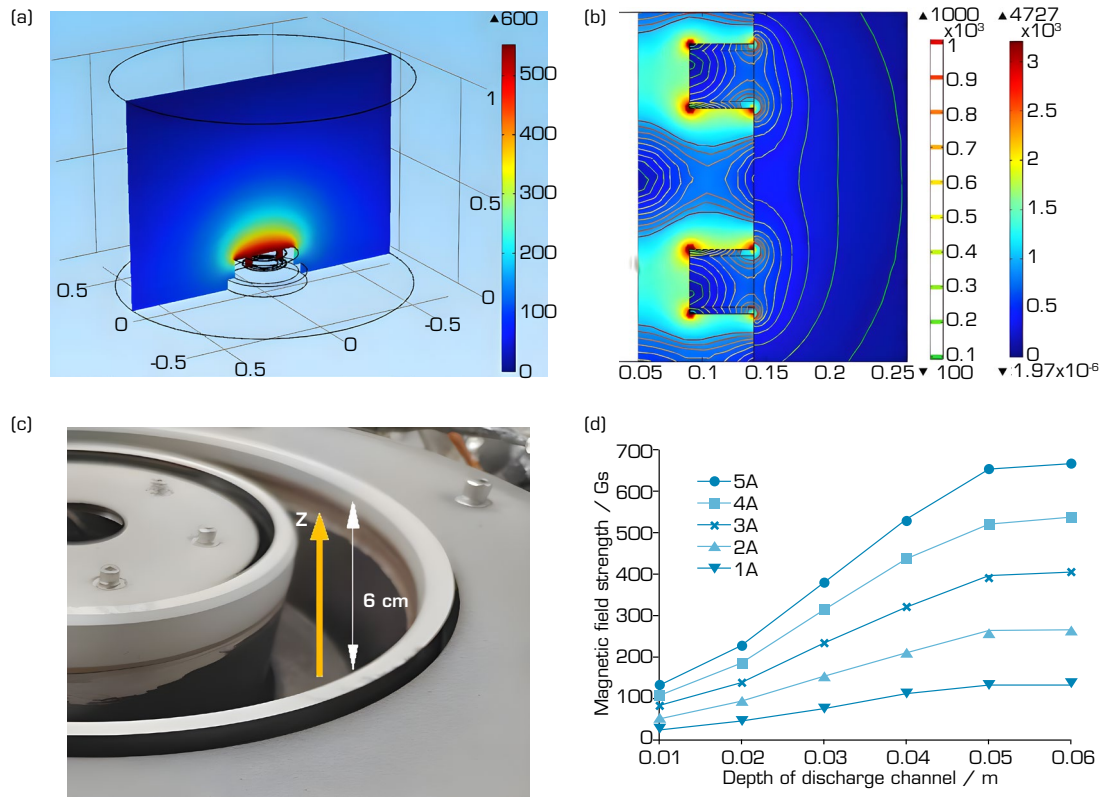 (a)
▲600
500
400
300
200
100
0
1
0.5
0
-0.5
0
0.5
-0.5
0
0.5
(b)
▲1000
x10³
1
0.9
0.8
0.7
0.6
0.5
0.4
0.3
0.2
0.1
▼ 100
▲4727
x10³
3
2.5
2
1.5
1
0.5
0
▼1.97x10⁻⁶
0.05 0.1 0.15 0.2 0.25
(c)
z
6 cm
(d)
Magnetic field strength / Gs
700
600
500
400
300
200
100
0
5A
4A
3A
2A
1A
0.01 0.02 0.03 0.04 0.05 0.06
Depth of discharge channel / m